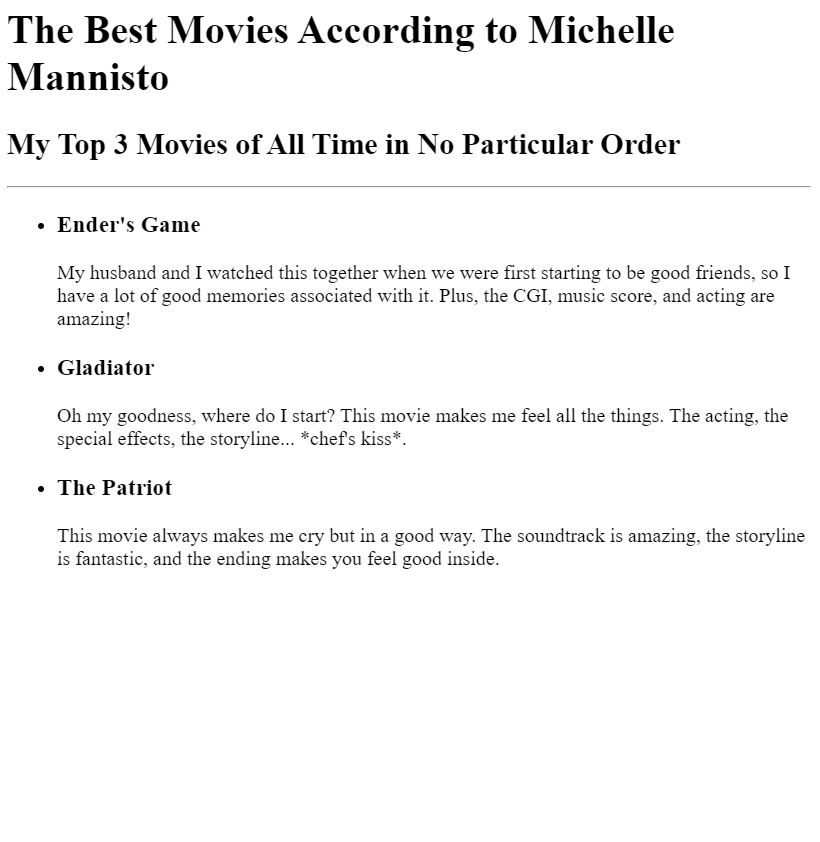 The Best Movies According to Michelle
Mannisto
My Top 3 Movies of All Time in No Particular Order
Ender's Game
My husband and I watched this together when we were first starting to be good friends, so I
have a lot of good memories associated with it. Plus, the CGI, music score, and acting are
amazing!
Gladiator
Oh my goodness, where do I start? This movie makes me feel all the things. The acting, the
special effects, the storyline... *chef's kiss*.
The Patriot
This movie always makes me cry but in a good way. The soundtrack is amazing, the storyline
is fantastic, and the ending makes you feel good inside.